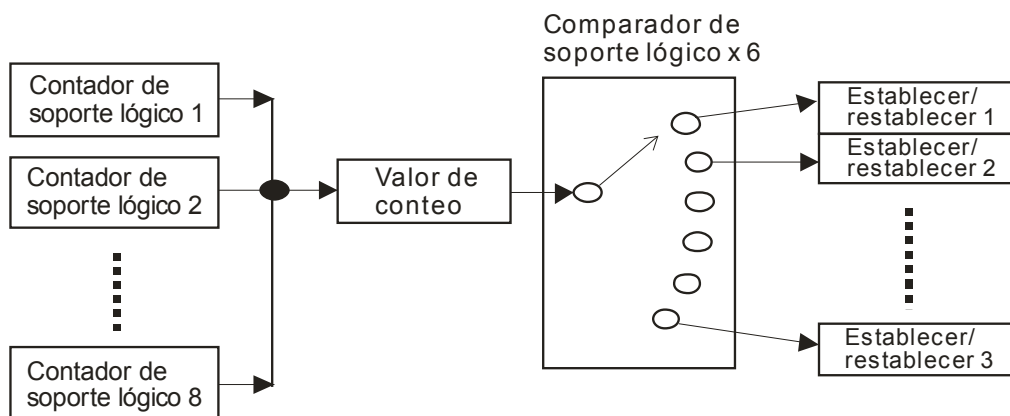 Comparador de
soporte lógico x 6
Contador de
soporte lógico 1
Contador de
soporte lógico 2
Contador de
soporte lógico 8
Valor de
conteo
Establecer/
restablecer 1
Establecer/
restablecer 2
Establecer/
restablecer 3